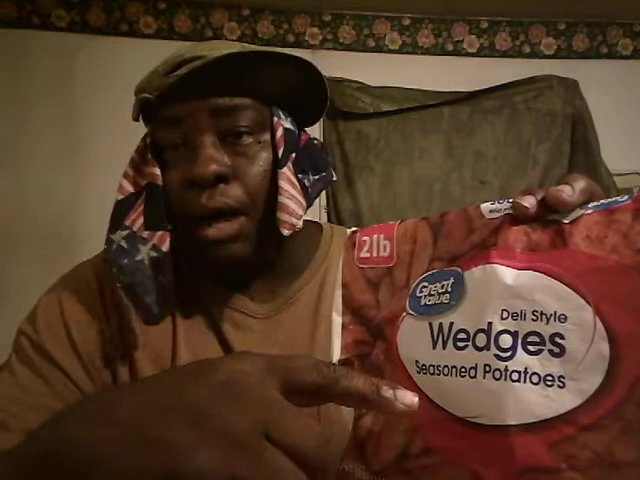 2lb
Great
Value
Deli Style
Wedges
Seasoned Potatoes